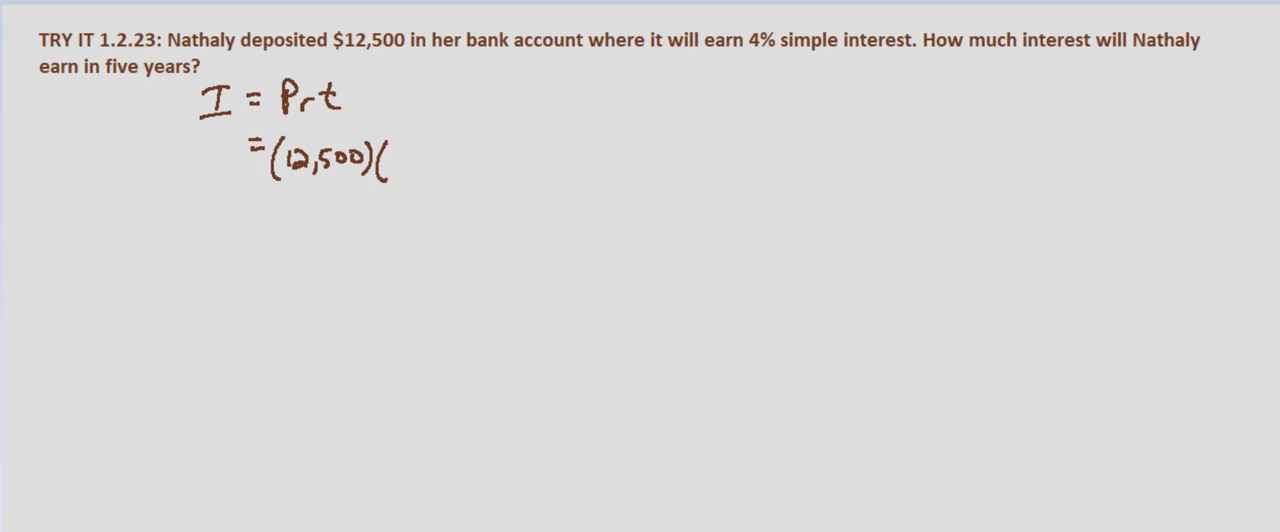 TRY IT 1.2.23: Nathaly deposited $12,500 in her bank account where it will earn 4% simple interest. How much interest will Nathaly
earn in five years?
I = Prt
=(12,500)(